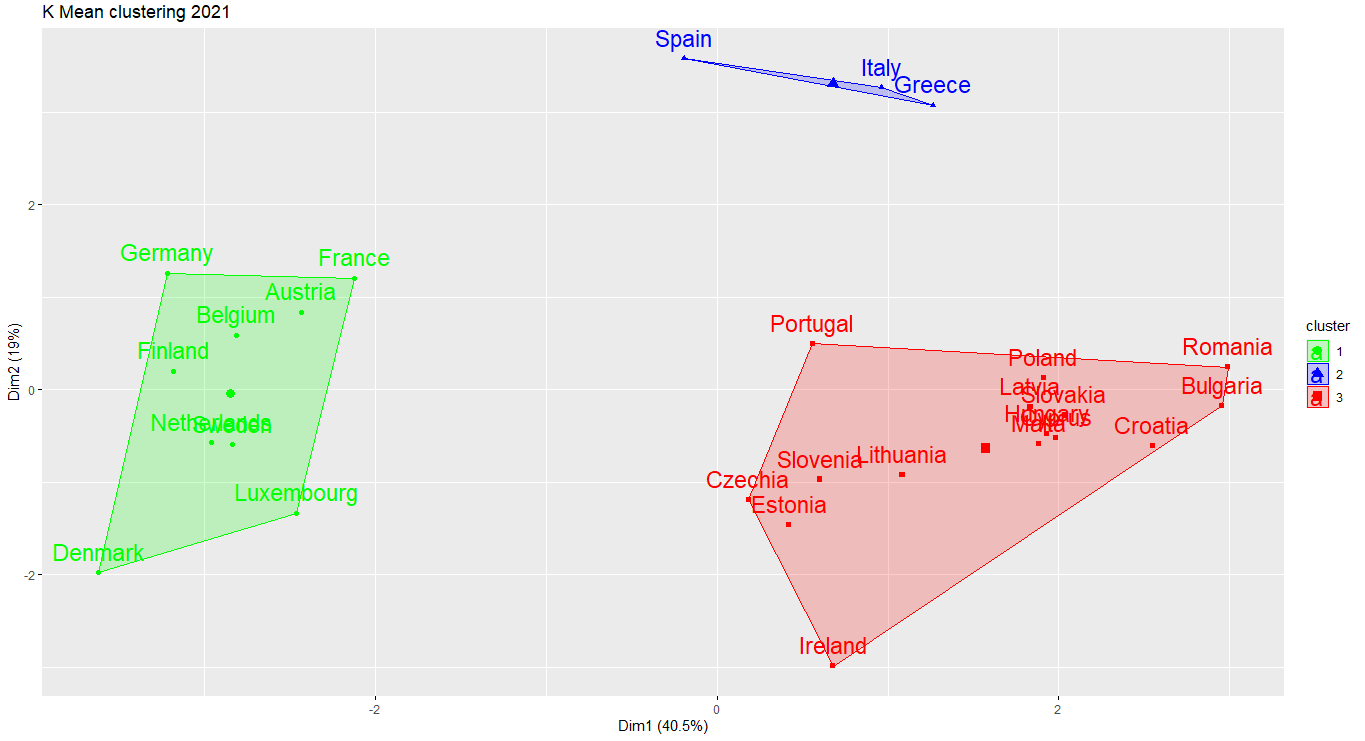 K Mean clustering 2021
Spain
Italy
Greece
2
Germany
France
Austria
Belgium
Portugal
cluster
Romania
Finland
Poland
1
Dim2 (19%)
2
0
Latvia
Bulgaria
Slovakia
3
Hungary
Cyprus
Netherlands
Sweden
Malta
Croatia
Slovenia
Lithuania
Czechia
Luxembourg
Estonia
Denmark
-2
Ireland
-2
0
2
Dim1 (40.5%)